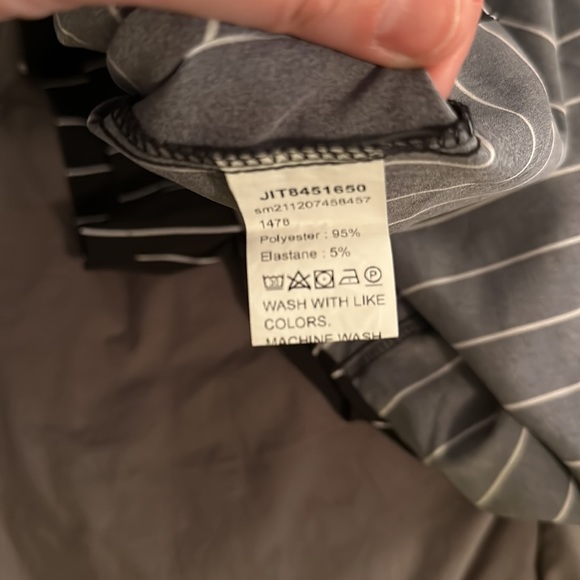 JIT8451650
sm211207458457
1478
Polyester : 95%
Elastane : 5%
WASH WITH LIKE
COLORS.
MACHINE WASH